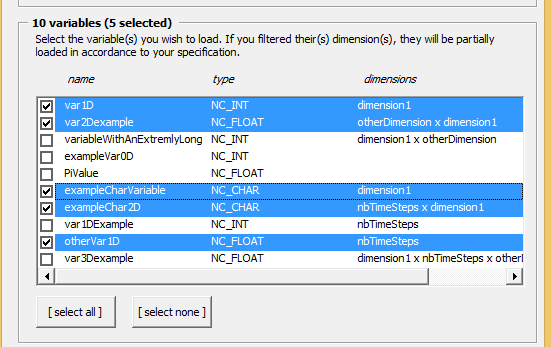 10 variables (5 selected)
Select the variable(s) you wish to load. If you filtered their(s) dimension(s), they will be partially
loaded in accordance to your specification.
name type dimensions
var1D NC_INT dimension1
var2Dexample NC_FLOAT otherDimension x dimension1
variableWithAnExtremlyLong NC_INT dimension1 x otherDimension
exampleVar0D NC_INT
PiValue NC_FLOAT
exampleCharVariable NC_CHAR dimension1
exampleChar2D NC_CHAR nbTimeSteps x dimension1
var1DExample NC_INT nbTimeSteps
otherVar1D NC_FLOAT nbTimeSteps
var3DExample NC_FLOAT dimension1 x nbTimeSteps x other
[ select all ] [ select none ]